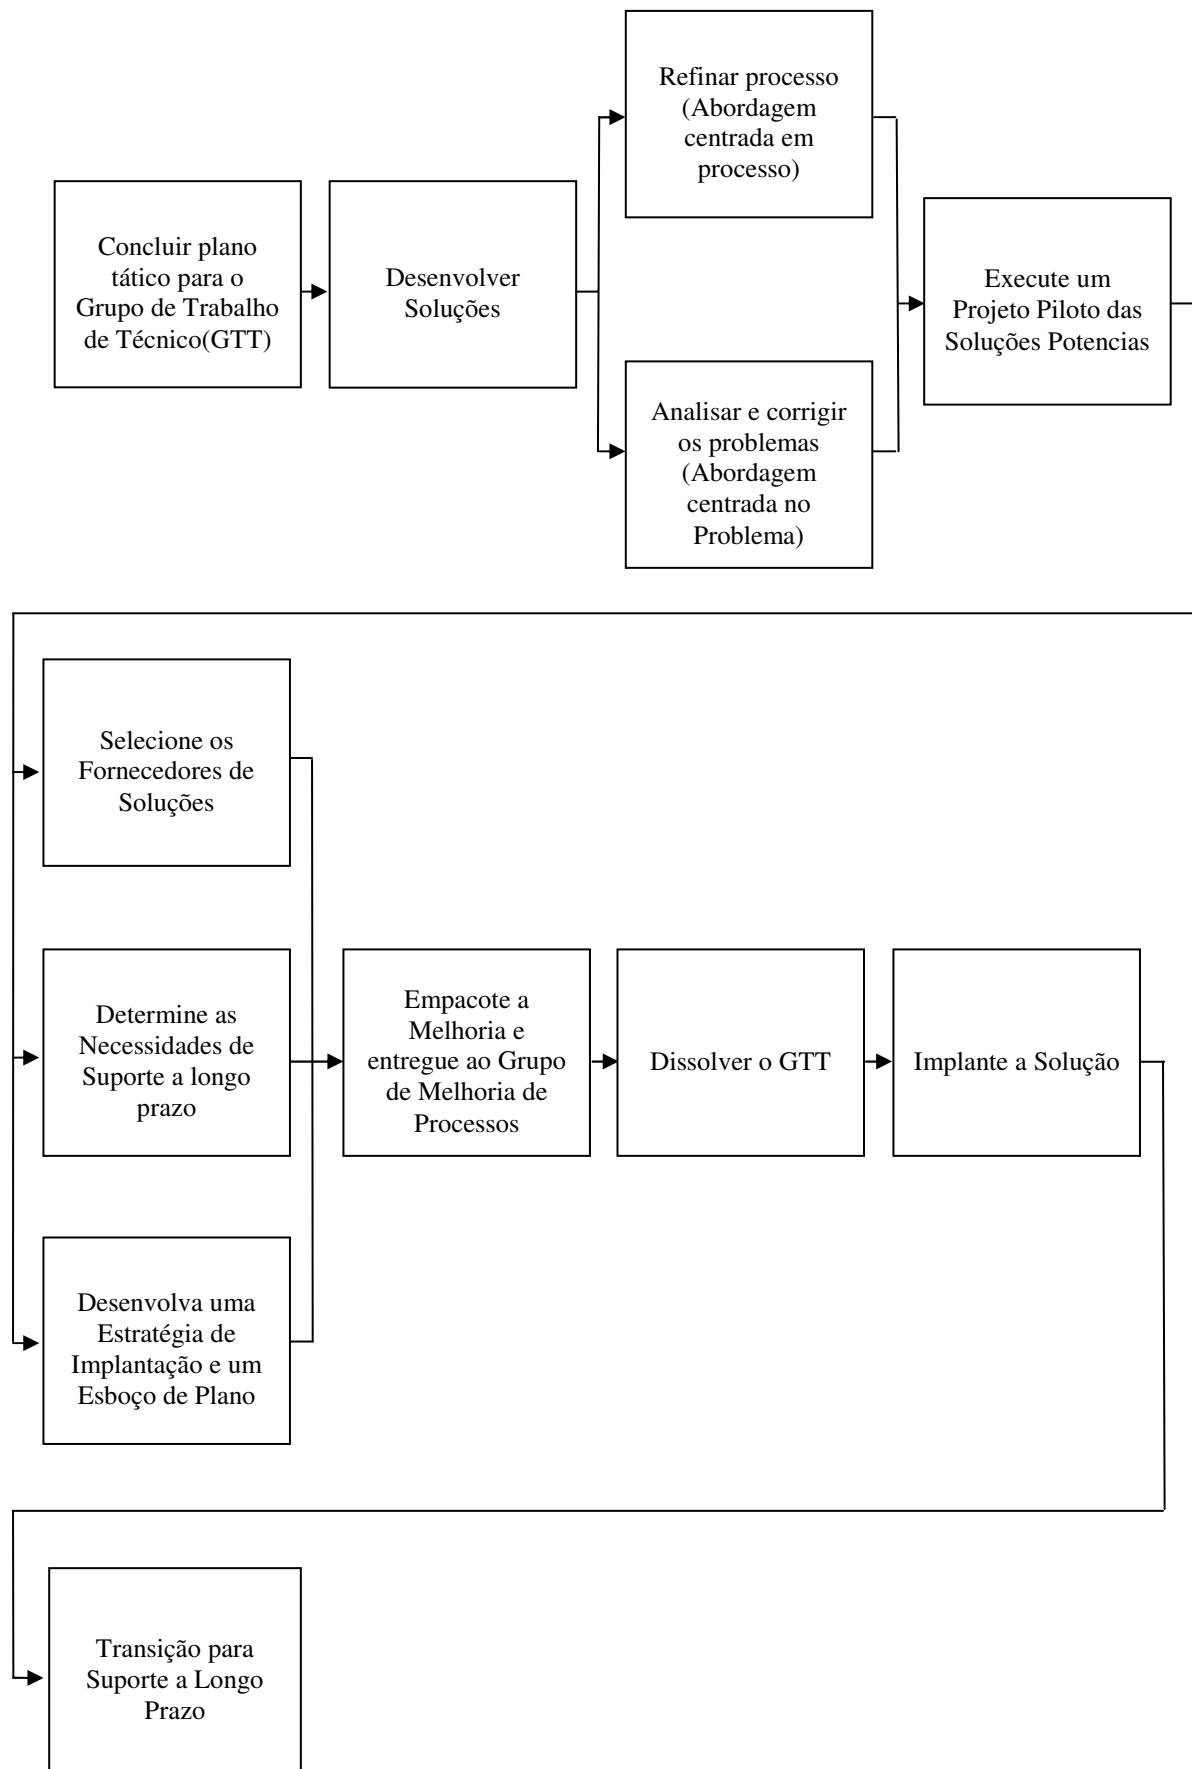 Refinar processo
(Abordagem
centrada em
processo)
Concluir plano
tático para o
Grupo de Trabalho
de Técnico(GTT)
Desenvolver
Soluções
Execute um
Projeto Piloto das
Soluções Potencias
Analisar e corrigir
os problemas
(Abordagem
centrada no
Problema)
Selecione os
Fornecedores de
Soluções
Determine as
Necessidades de
Suporte a longo
prazo
Empacote a
Melhoria e
entregue ao Grupo
de Melhoria de
Processos
Dissolver o GTT
Implante a Solução
Desenvolva uma
Estratégia de
Implantação e um
Esboço de Plano
Transição para
Suporte a Longo
Prazo